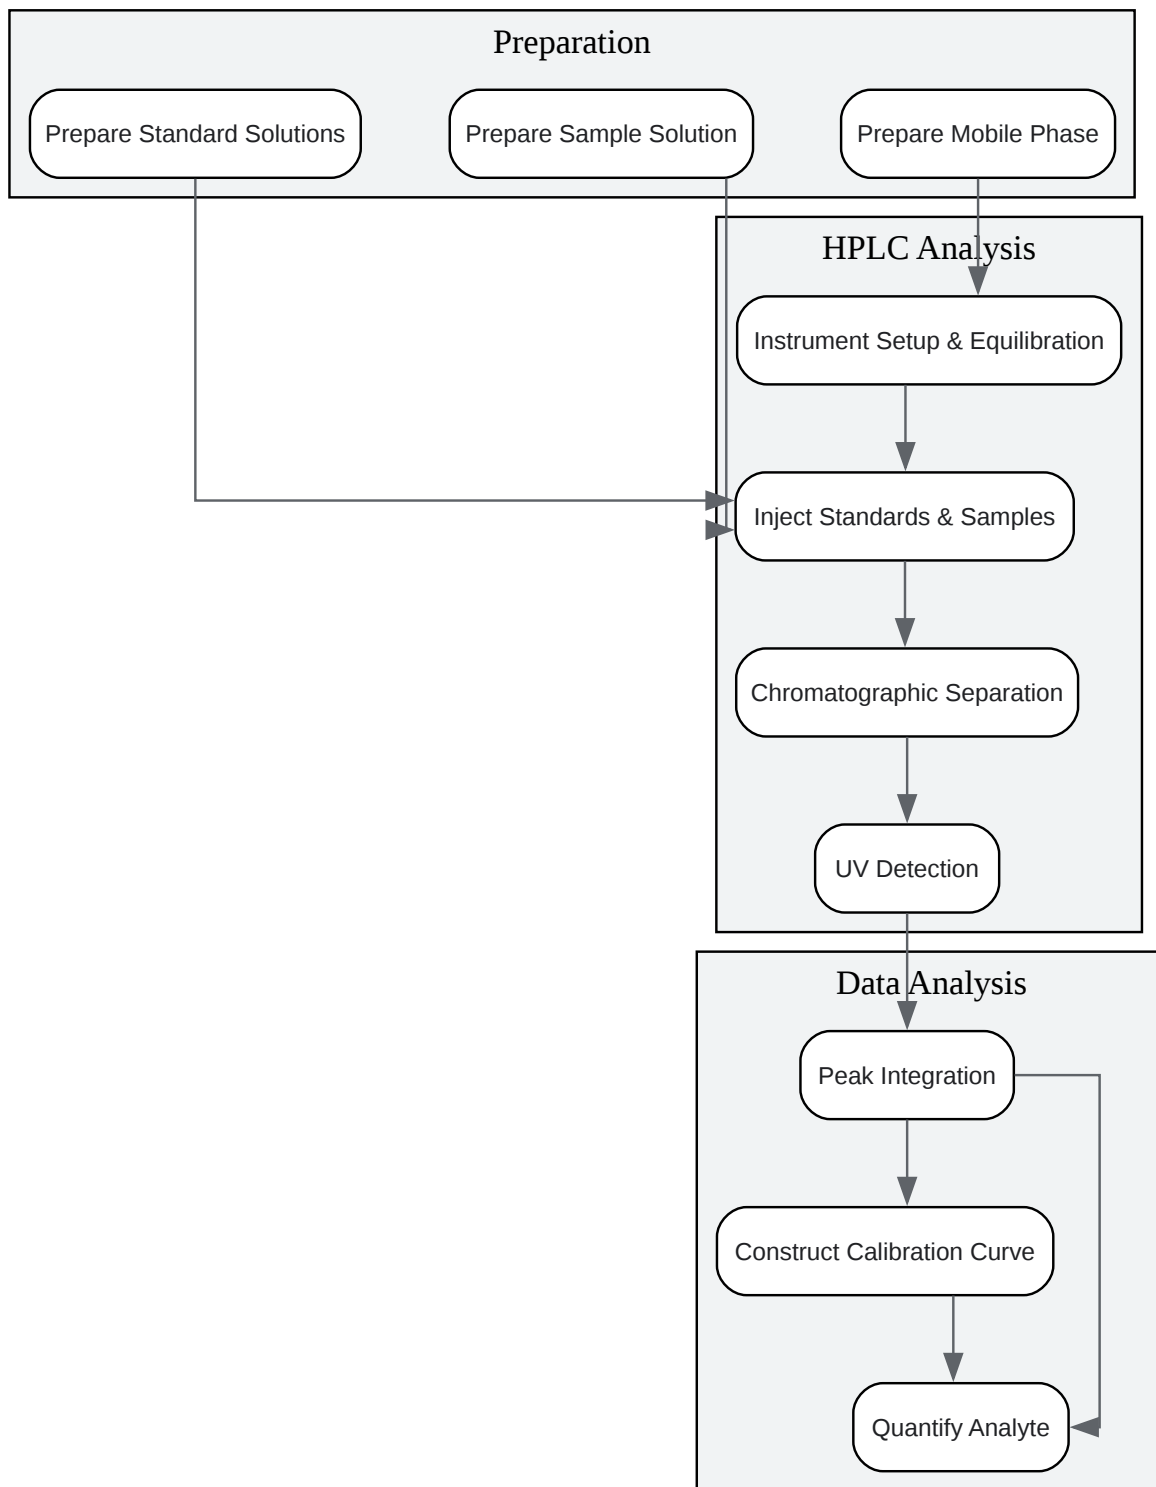 Preparation
Prepare Standard Solutions
Prepare Sample Solution
Prepare Mobile Phase
HPLC Analysis
Instrument Setup & Equilibration
Inject Standards & Samples
Chromatographic Separation
UV Detection
Data Analysis
Peak Integration
Construct Calibration Curve
Quantify Analyte